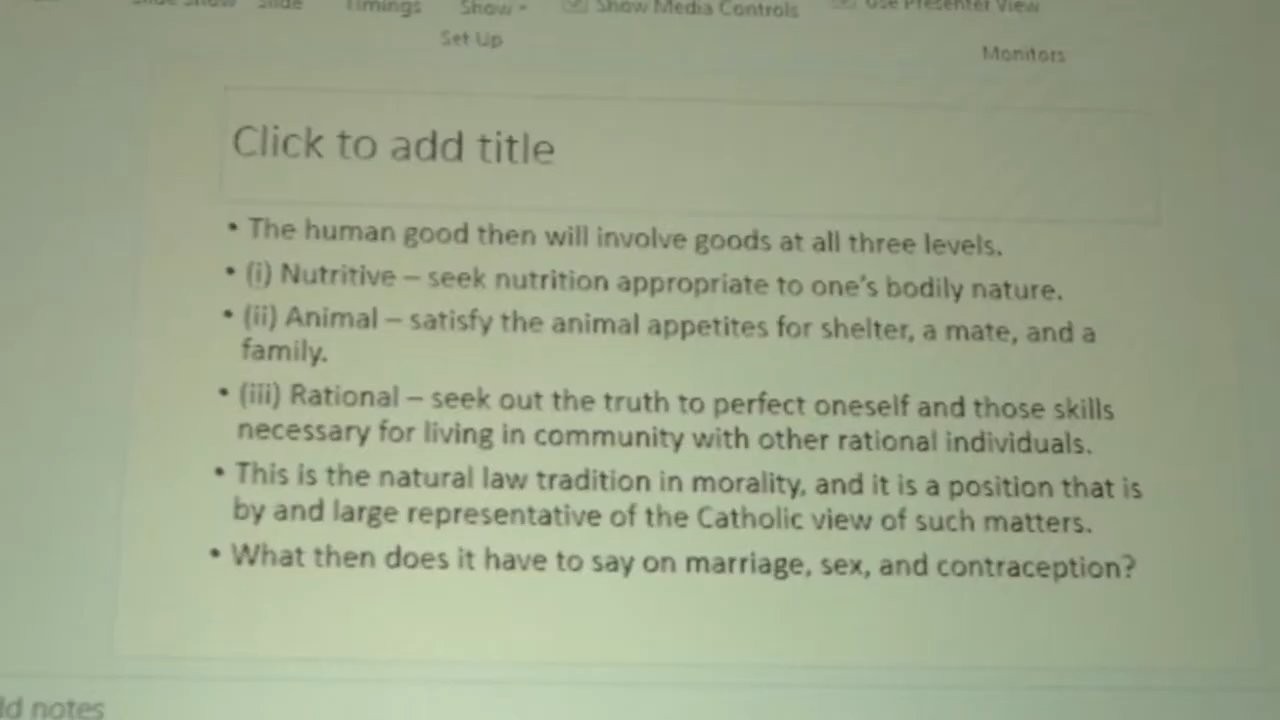 Timings
Show
Show Media Controls
Use Presenter View
Set Up
Monitors
Click to add title
• The human good then will involve goods at all three levels.
• (i) Nutritive – seek nutrition appropriate to one's bodily nature.
• (ii) Animal – satisfy the animal appetites for shelter, a mate, and a
family.
• (iii) Rational – seek out the truth to perfect oneself and those skills
necessary for living in community with other rational individuals.
• This is the natural law tradition in morality, and it is a position that is
by and large representative of the Catholic view of such matters.
• What then does it have to say on marriage, sex, and contraception?
notes